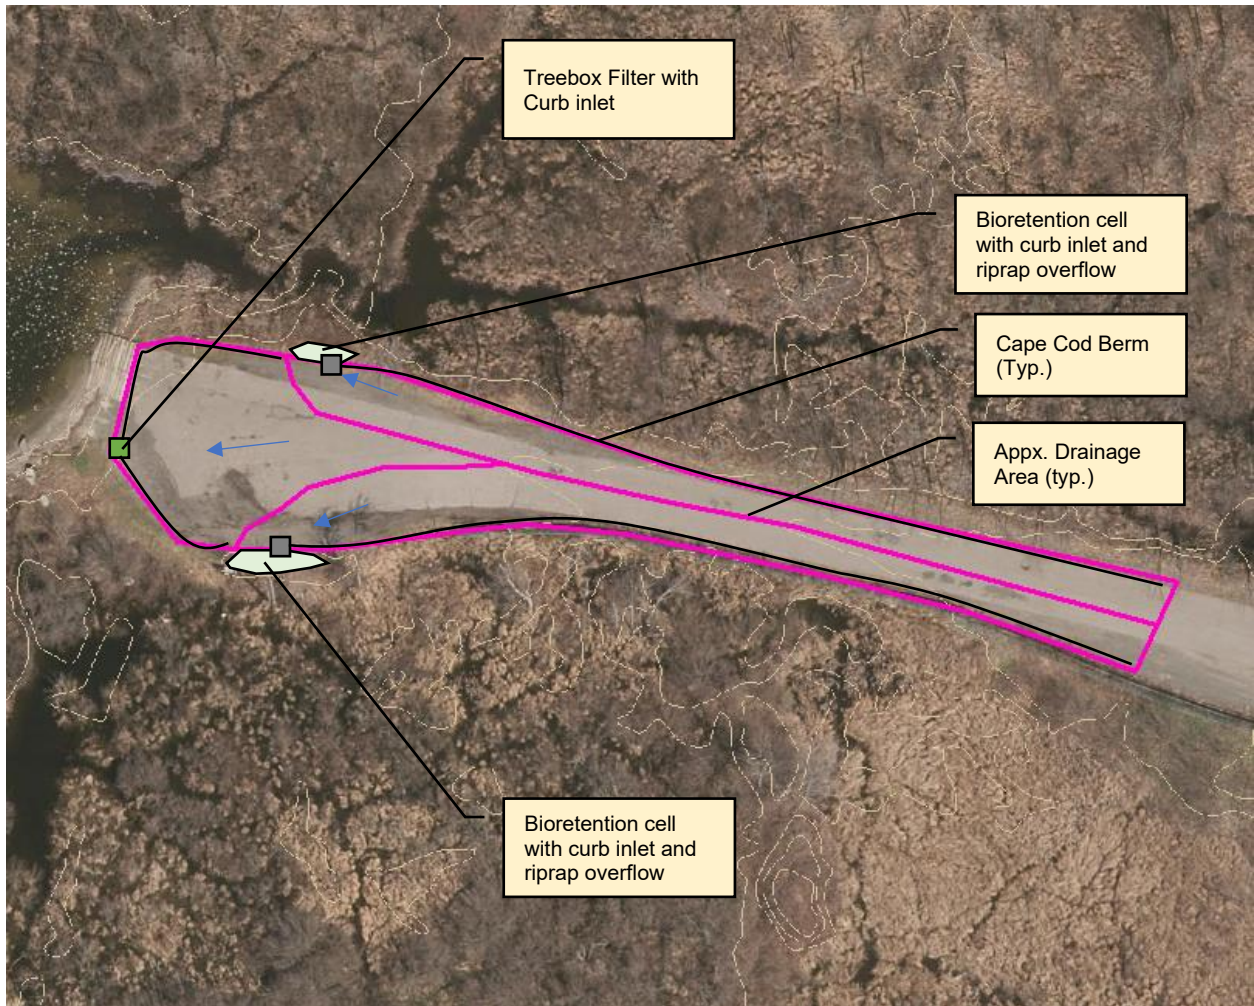 Treebox Filter with
Curb inlet
Bioretention cell
with curb inlet and
riprap overflow
Cape Cod Berm
(Typ.)
Appx. Drainage
Area (typ.)
Bioretention cell
with curb inlet and
riprap overflow